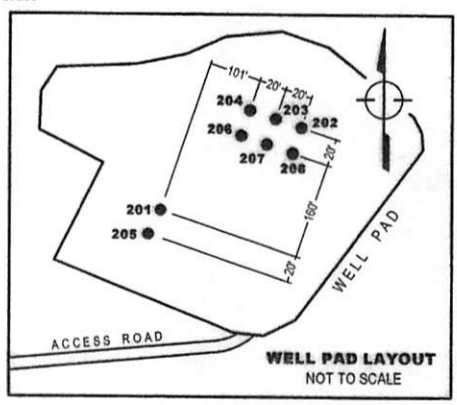 101' 20' 20'
204 203 202
206 207 208
20'
160'
201
205
20'
WELL PAD
ACCESS ROAD
WELL PAD LAYOUT
NOT TO SCALE